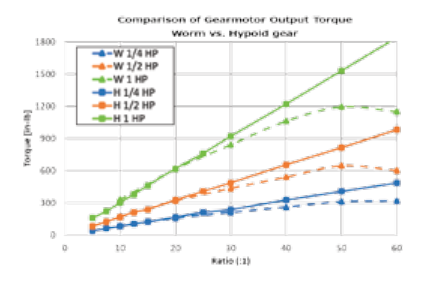 Comparison of Gearmotor Output Torque
Worm vs. Hypoid gear
1800
1500
1200
900
600
300
0
Torque [in-lb]
W 1/4 HP
W 1/2 HP
W 1 HP
H 1/4 HP
H 1/2 HP
H 1 HP
0 10 20 30 40 50 60
Ratio (:1)